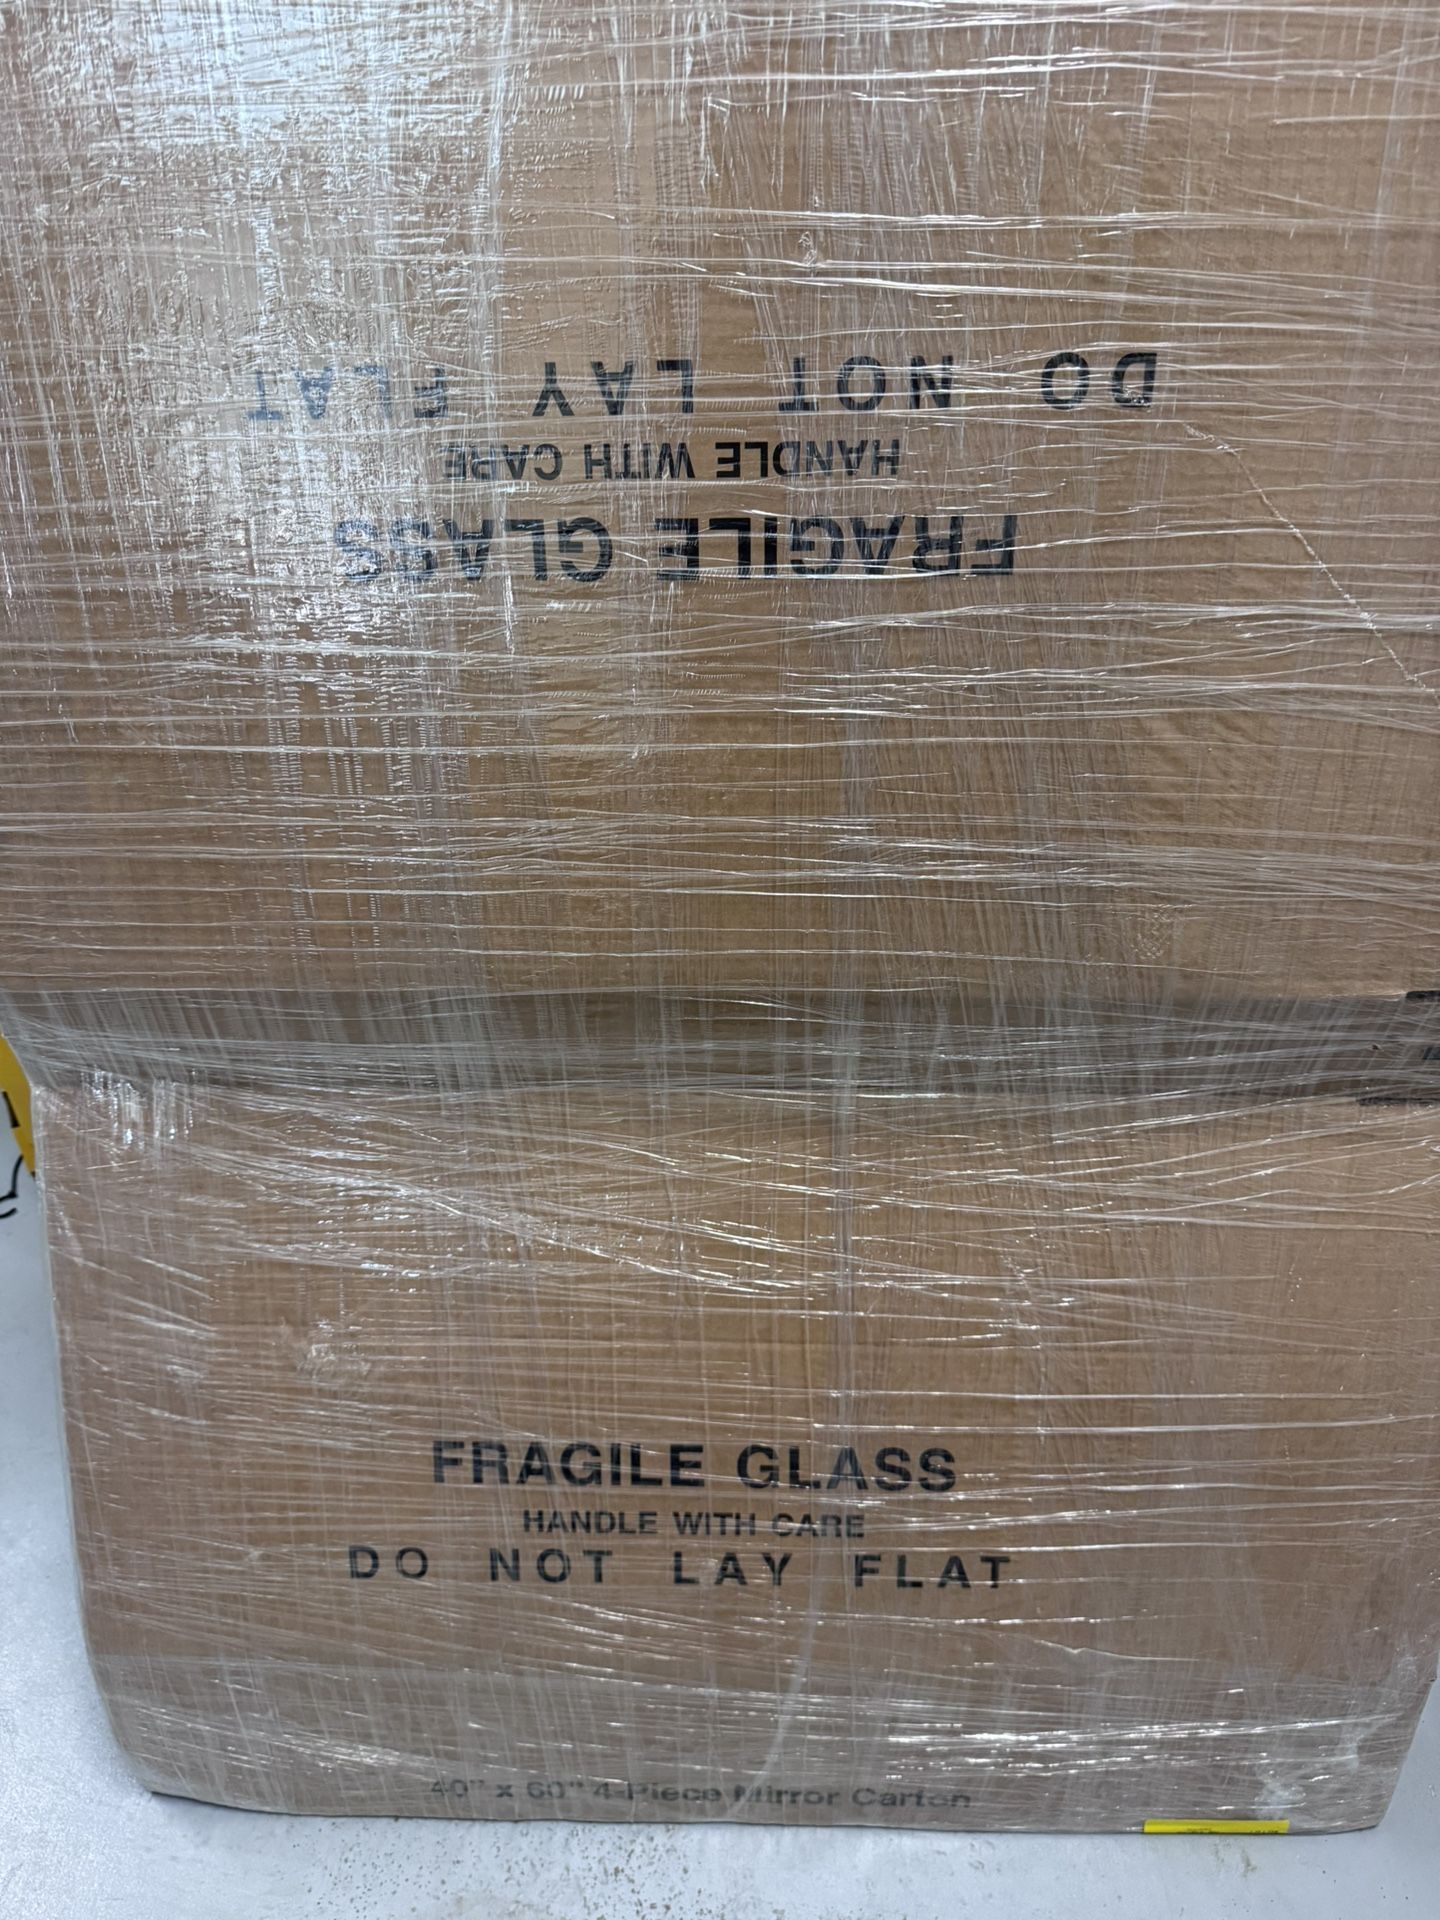 DO NOT LAY FLAT
HANDLE WITH CARE
FRAGILE GLASS
FRAGILE GLASS
HANDLE WITH CARE
DO NOT LAY FLAT
40" x 60" 4-Piece Mirror Carton